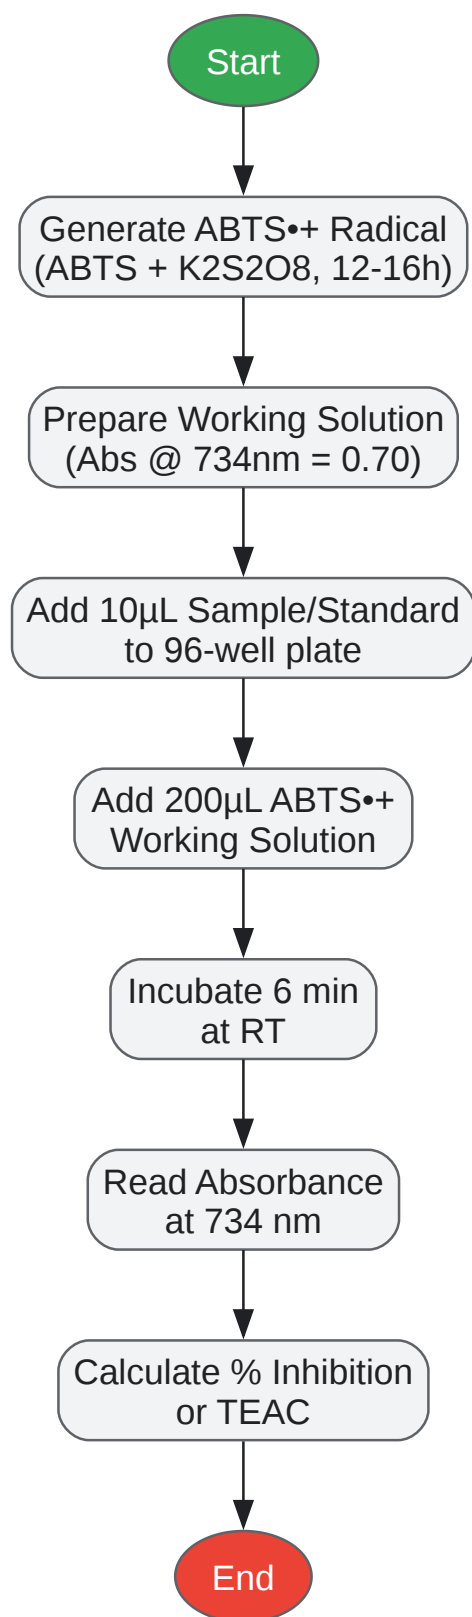 Start
Generate ABTS•+ Radical
(ABTS + K2S2O8, 12-16h)
Prepare Working Solution
(Abs @ 734nm = 0.70)
Add 10µL Sample/Standard
to 96-well plate
Add 200µL ABTS•+
Working Solution
Incubate 6 min
at RT
Read Absorbance
at 734 nm
Calculate % Inhibition
or TEAC
End